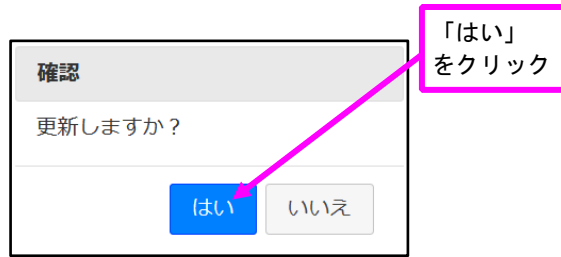 「はい」
をクリック
確認
更新しますか？
はい
いいえ